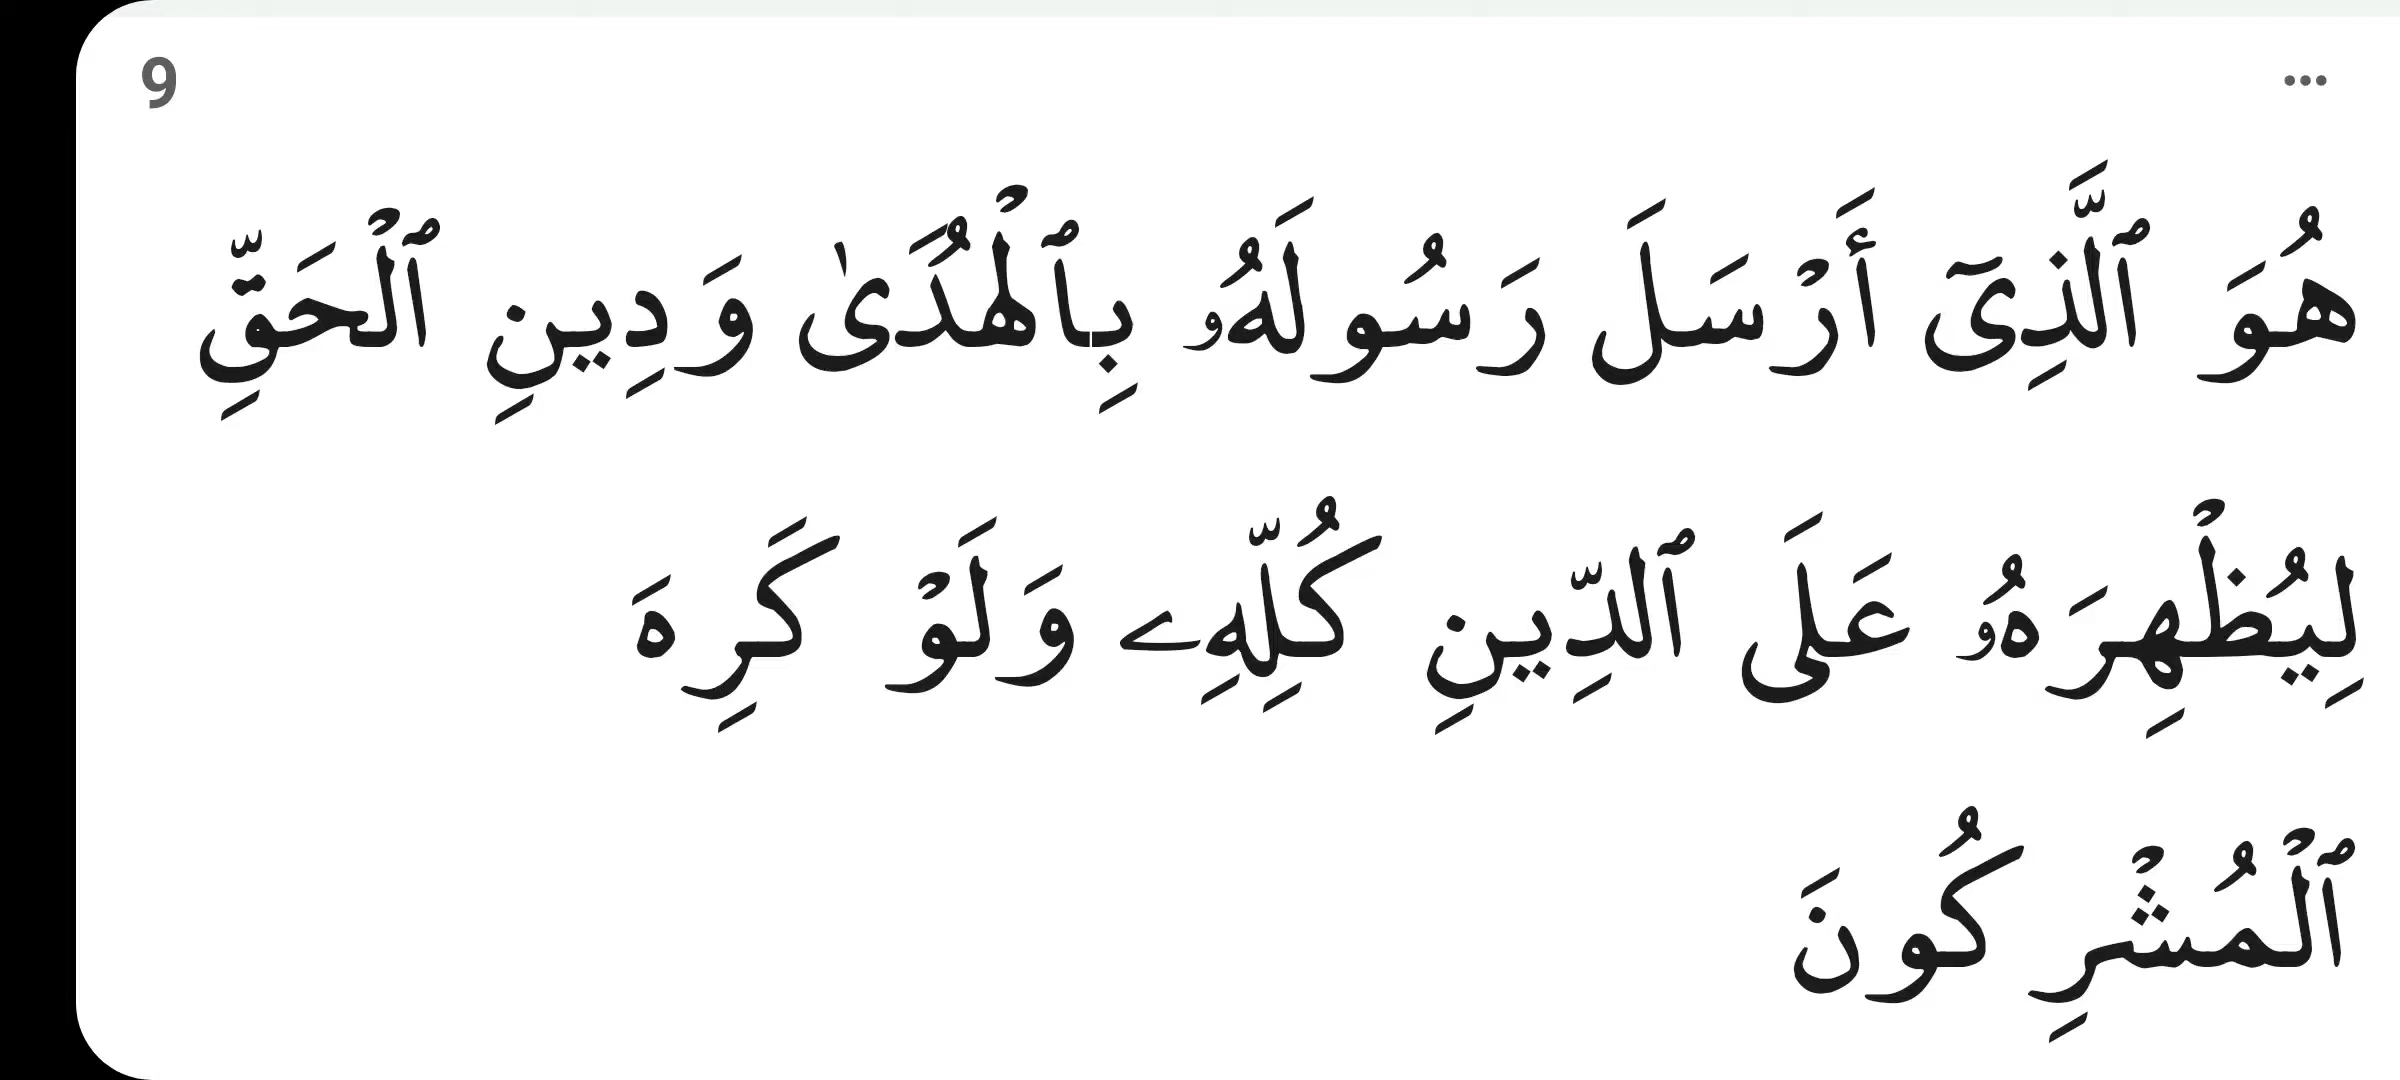 9 ...
هُوَ ٱلَّذِىٓ أَرْسَلَ رَسُولَهُۥ بِٱلْهُدَىٰ وَدِينِ ٱلْحَقِّ
لِيُظْهِرَهُۥ عَلَى ٱلدِّينِ كُلِّهِۦ وَلَوْ كَرِهَ
ٱلْمُشْرِكُونَ